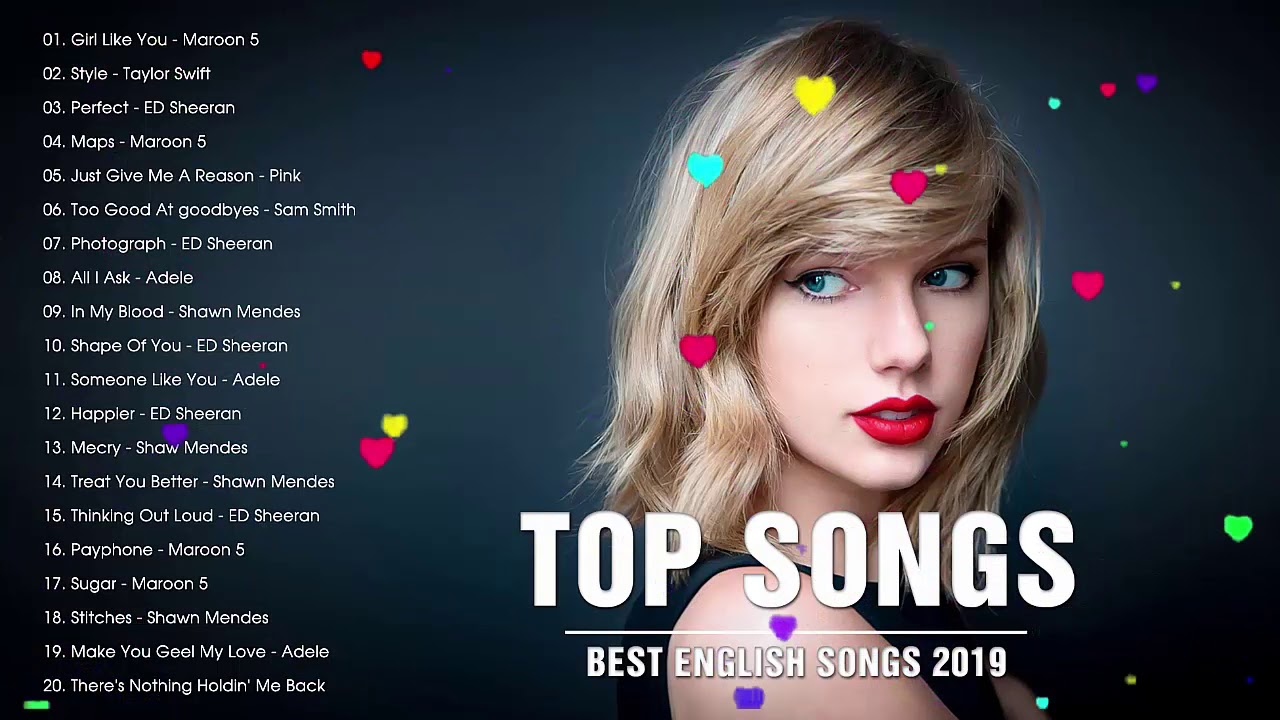 01. Girl Like You - Maroon 5
02. Style - Taylor Swift
03. Perfect - ED Sheeran
04. Maps - Maroon 5
05. Just Give Me A Reason - Pink
06. Too Good At goodbyes - Sam Smith
07. Photograph - ED Sheeran
08. All I Ask - Adele
09. In My Blood - Shawn Mendes
10. Shape Of You - ED Sheeran
11. Someone Like You - Adele
12. Happier - ED Sheeran
13. Mecry - Shaw Mendes
14. Treat You Better - Shawn Mendes
15. Thinking Out Loud - ED Sheeran
16. Payphone - Maroon 5
17. Sugar - Maroon 5
18. Stitches - Shawn Mendes
19. Make You Geel My Love - Adele
20. There's Nothing Holdin' Me Back
TOP SONGS
BEST ENGLISH SONGS 2019